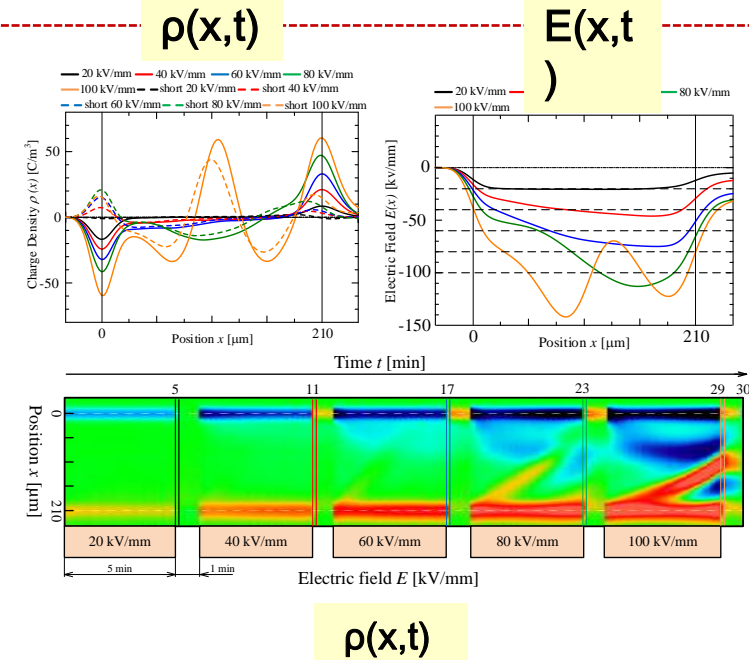 ρ(x,t)
E(x,t
)
20 kV/mm 40 kV/mm 60 kV/mm 80 kV/mm
100 kV/mm short 20 kV/mm short 40 kV/mm
short 60 kV/mm short 80 kV/mm short 100 kV/mm
Charge Density ρ (x) [C/m³]
50
0
-50
0
210
Position x [μm]
20 kV/mm
80 kV/mm
100 kV/mm
Electric Field E(x) [kv/mm]
0
-50
-100
-150
0
210
Position x [μm]
Time t [min]
5 11 17 23 29 30
Position x [μm]
0
210
20 kV/mm 40 kV/mm 60 kV/mm 80 kV/mm 100 kV/mm
5 min 1 min
Electric field E [kV/mm]
ρ(x,t)